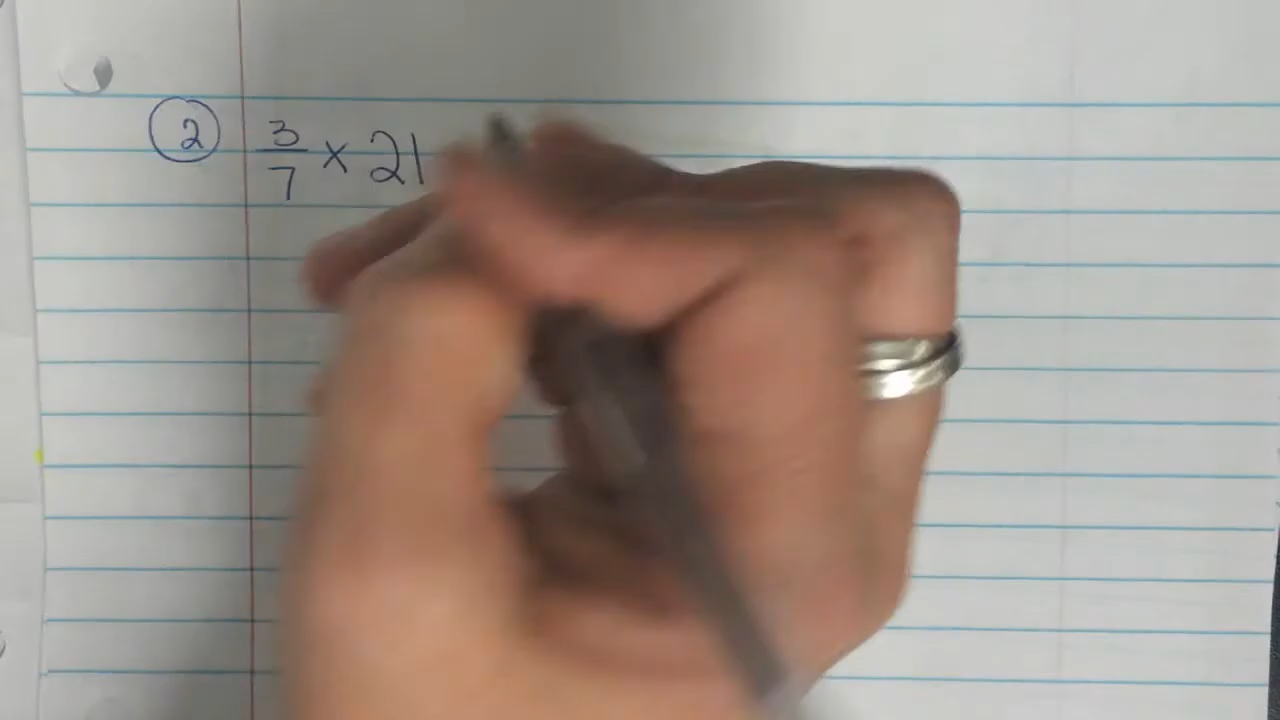 ② 3/7 × 21